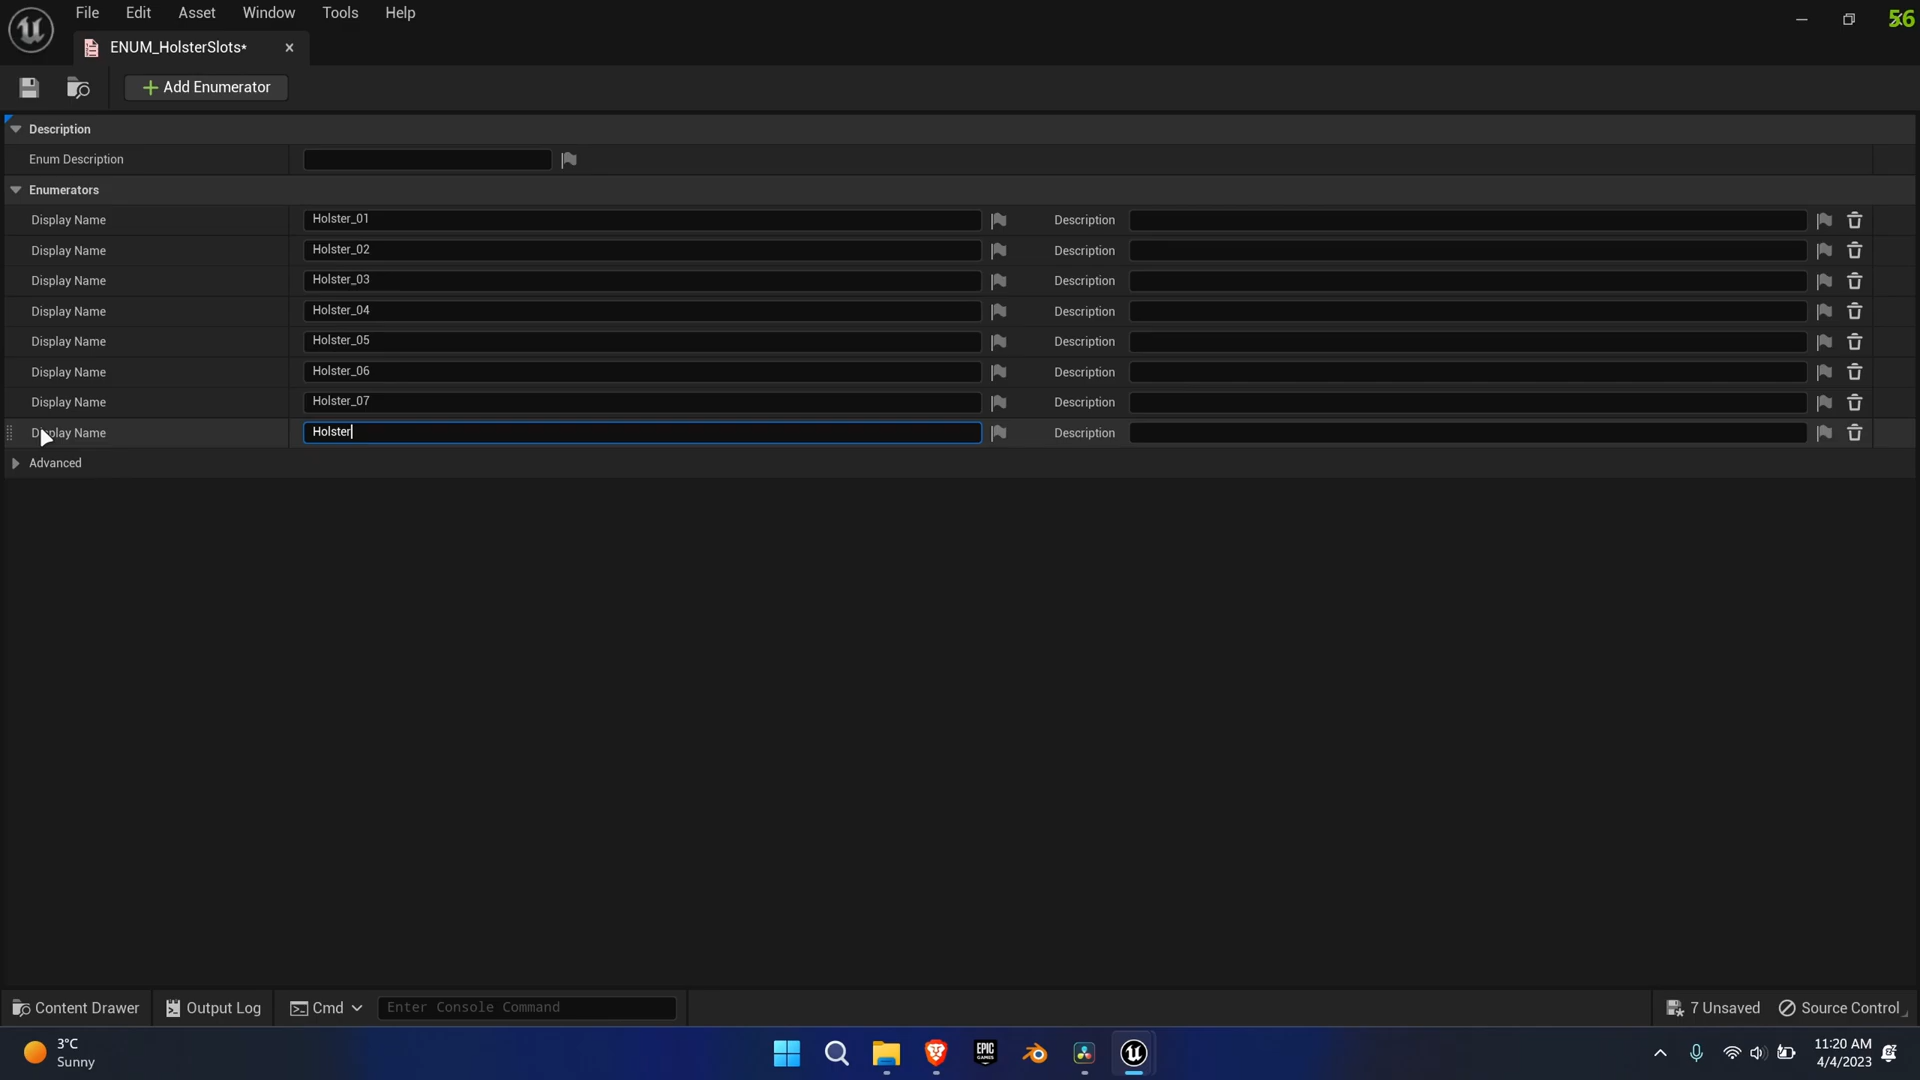 File Edit Asset Window Tools Help
56
ENUM_HolsterSlots*
Add Enumerator
Description
Enum Description
Enumerators
Display Name Holster_01 Description
Display Name Holster_02 Description
Display Name Holster_03 Description
Display Name Holster_04 Description
Display Name Holster_05 Description
Display Name Holster_06 Description
Display Name Holster_07 Description
Display Name Holster Description
Advanced
Content Drawer Output Log Cmd Enter Console Command 7 Unsaved Source Control
3°C
Sunny
EPIC
GAMES
11:20 AM
4/4/2023